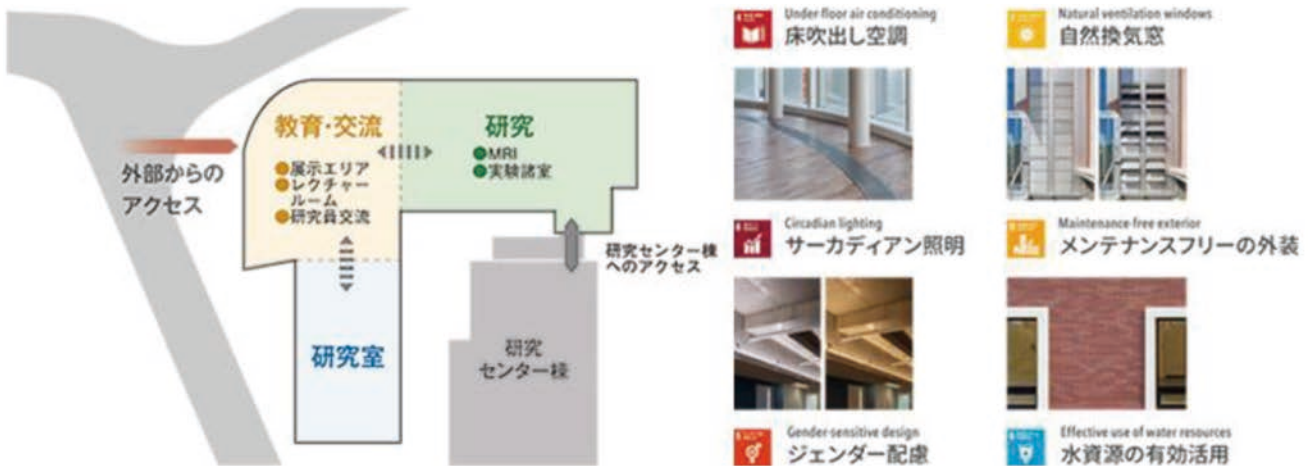 教育・交流
展示エリア
レクチャー
ルーム
研究員交流
研究
MRI
実験諸室
外部からの
アクセス
研究センター棟
へのアクセス
研究室
研究
センター棟
Under floor air conditioning
床吹出し空調
Natural ventilation windows
自然換気窓
Circadian lighting
サーカディアン照明
Maintenance-free exterior
メンテナンスフリーの外装
Gender-sensitive design
ジェンダー配慮
Effective use of water resources
水資源の有効活用